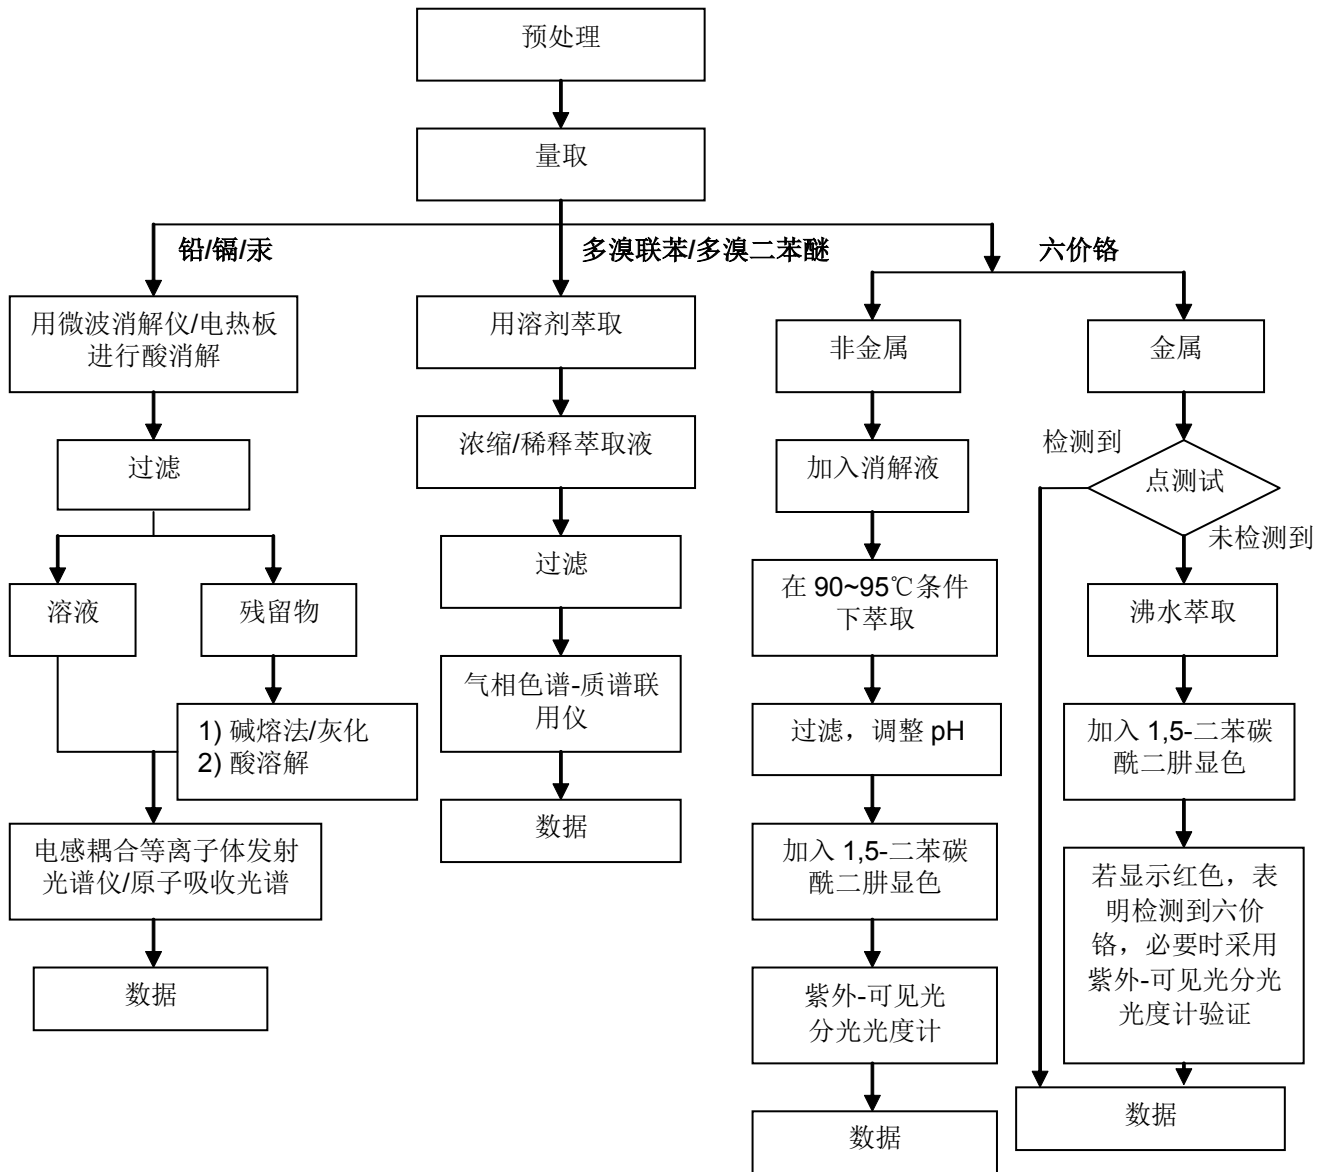 预处理
量取
铅/镉/汞
多溴联苯/多溴二苯醚
六价铬
用微波消解仪/电热板
进行酸消解
过滤
溶液
残留物
1) 碱熔法/灰化
2) 酸溶解
电感耦合等离子体发射
光谱仪/原子吸收光谱
数据
用溶剂萃取
浓缩/稀释萃取液
过滤
气相色谱-质谱联
用仪
数据
非金属
加入消解液
在 90~95℃条件
下萃取
过滤，调整 pH
加入 1,5-二苯碳
酰二肼显色
紫外-可见光
分光光度计
数据
金属
检测到
点测试
未检测到
沸水萃取
加入 1,5-二苯碳
酰二肼显色
若显示红色，表
明检测到六价
铬，必要时采用
紫外-可见光分光
光度计验证
数据